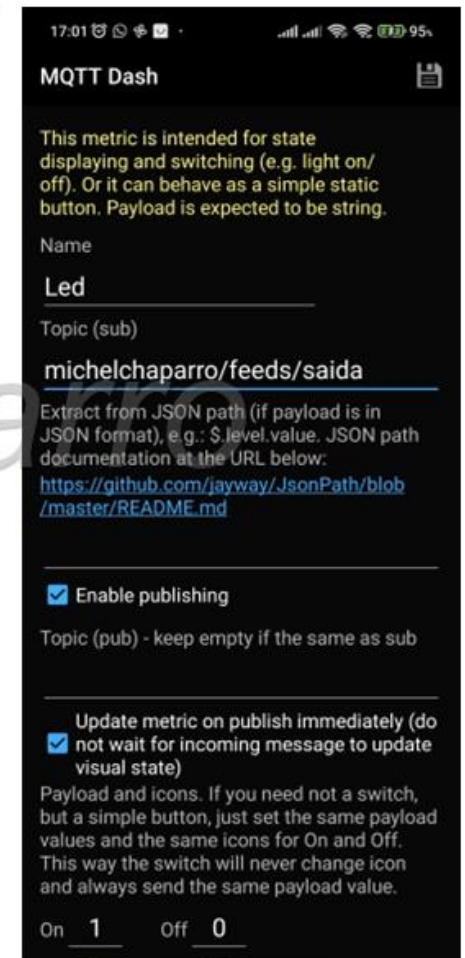 17:01 95%
MQTT Dash
This metric is intended for state
displaying and switching (e.g. light on/
off). Or it can behave as a simple static
button. Payload is expected to be string.
Name
Led
Topic (sub)
michelchaparro/feeds/saida
Extract from JSON path (if payload is in
JSON format), e.g.: $.level.value. JSON path
documentation at the URL below:
https://github.com/jayway/JsonPath/blob
/master/README.md
Enable publishing
Topic (pub) - keep empty if the same as sub
Update metric on publish immediately (do
not wait for incoming message to update
visual state)
Payload and icons. If you need not a switch,
but a simple button, just set the same payload
values and the same icons for On and Off.
This way the switch will never change icon
and always send the same payload value.
On 1 Off 0